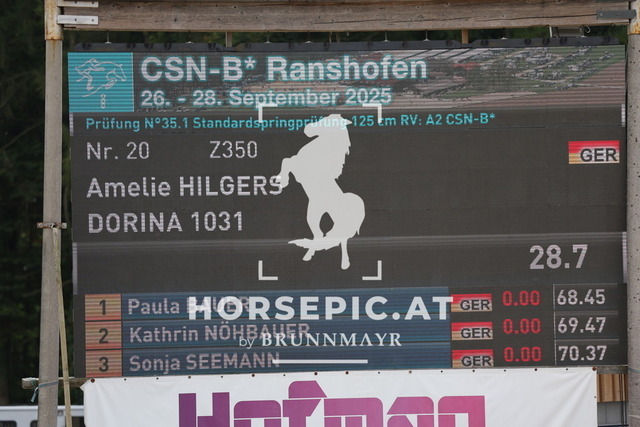 CSN-B* Ranshofen
26. - 28. September 2025
Prüfung N°35.1 Standardspringprüfung 125 cm RV: A2 CSN-B*
Nr. 20 Z350
GER
Amelie HILGERS
DORINA 1031
28.7
1 Paula GER 0.00 68.45
2 Kathrin NÖHBAUER GER 0.00 69.47
3 Sonja SEEMANN GER 0.00 70.37
HORSEPIC.AT
by BRUNNMAYR